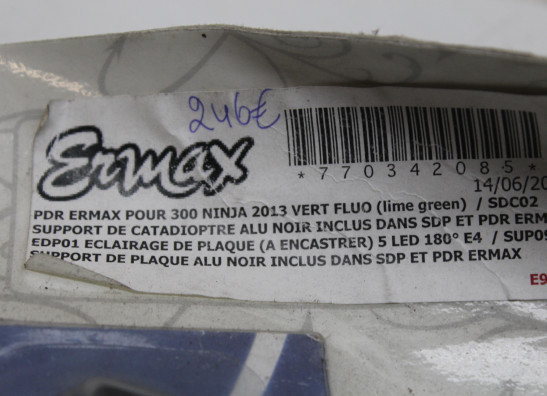 246€
Ermax
*770342085*
14/06/20
PDR ERMAX POUR 300 NINJA 2013 VERT FLUO (lime green) / SDC02
SUPPORT DE CATADIOPTRE ALU NOIR INCLUS DANS SDP ET PDR ERM
EDP01 ECLAIRAGE DE PLAQUE (A ENCASTRER) 5 LED 180° E4 / SUP09
SUPPORT DE PLAQUE ALU NOIR INCLUS DANS SDP ET PDR ERMAX
E9